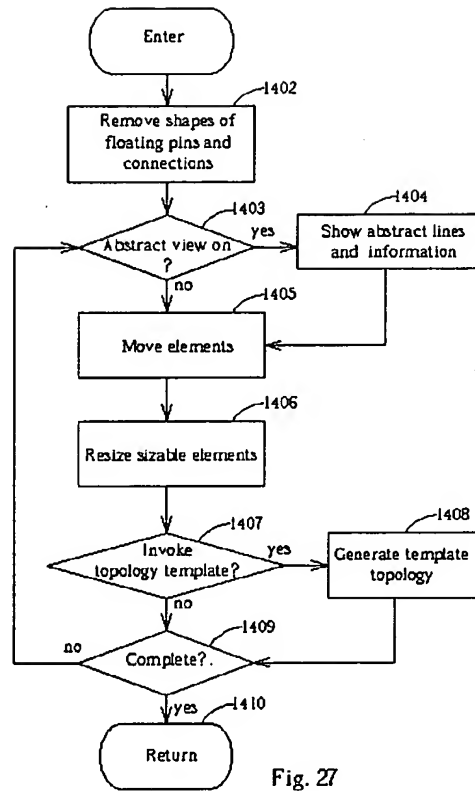 Enter
1402
Remove shapes of
floating pins and
connections
1403
Abstract view on
?
yes
no
1404
Show abstract lines
and information
1405
Move elements
1406
Resize sizable elements
1407
Invoke
topology template?
yes
no
1408
Generate template
topology
1409
Complete?.
no
yes
1410
Return
Fig. 27